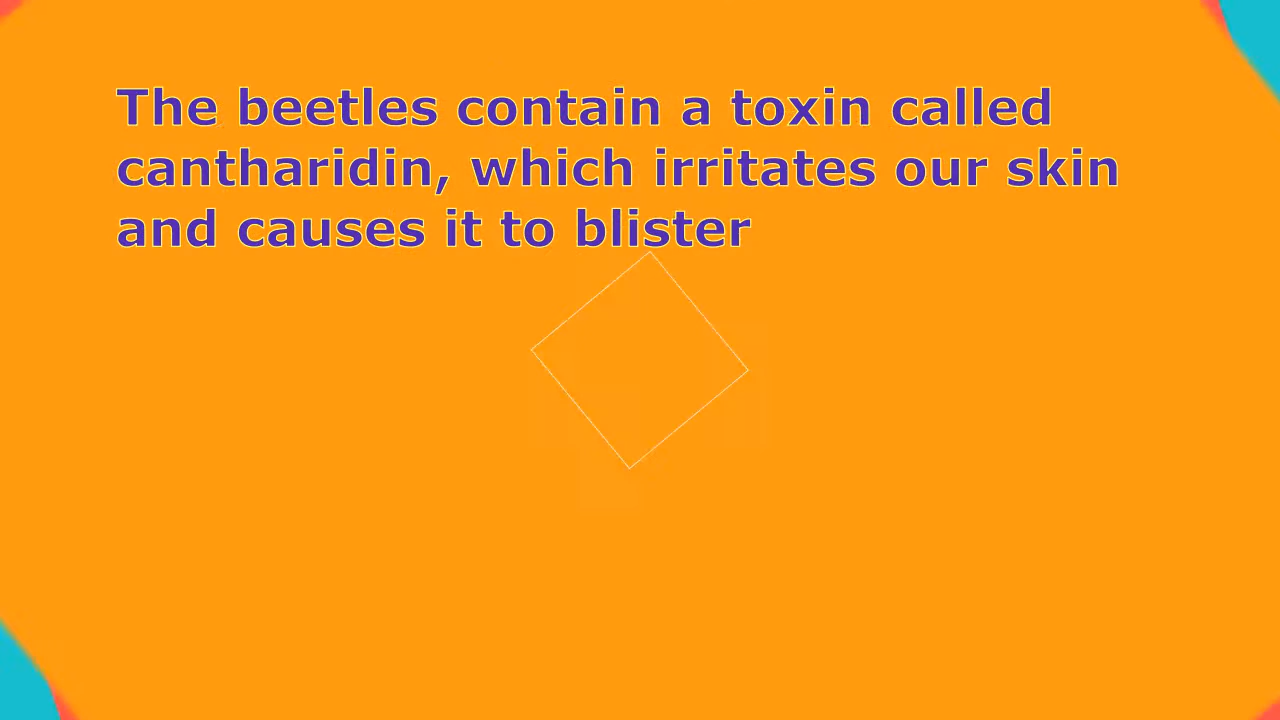 The beetles contain a toxin called
cantharidin, which irritates our skin
and causes it to blister